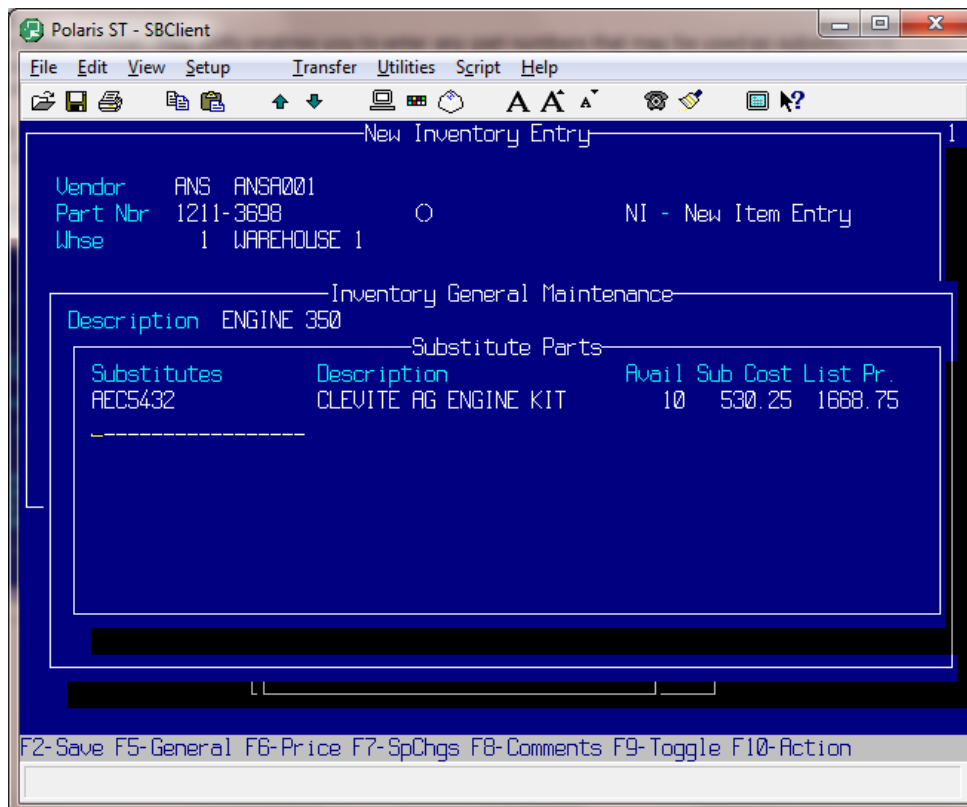 Polaris ST - SBClient
File Edit View Setup Transfer Utilities Script Help
New Inventory Entry 1
Vendor ANS ANSA001
Part Nbr 1211-3698 O NI - New Item Entry
Whse 1 WAREHOUSE 1
Inventory General Maintenance
Description ENGINE 350
Substitute Parts
Substitutes Description Avail Sub Cost List Pr.
AEC5432 CLEVITE AG ENGINE KIT 10 530.25 1668.75
F2-Save F5-General F6-Price F7-SpChgs F8-Comments F9-Toggle F10-Action